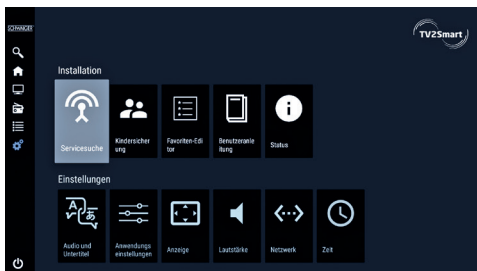 SCHWAIGER
TV2Smart
Installation
Servicesuche
Kindersicher
ung
Favoriten-Edi
tor
Benutzeranle
itung
Status
Einstellungen
Audio und
Untertitel
Anwendungs
einstellungen
Anzeige
Lautstärke
Netzwerk
Zeit